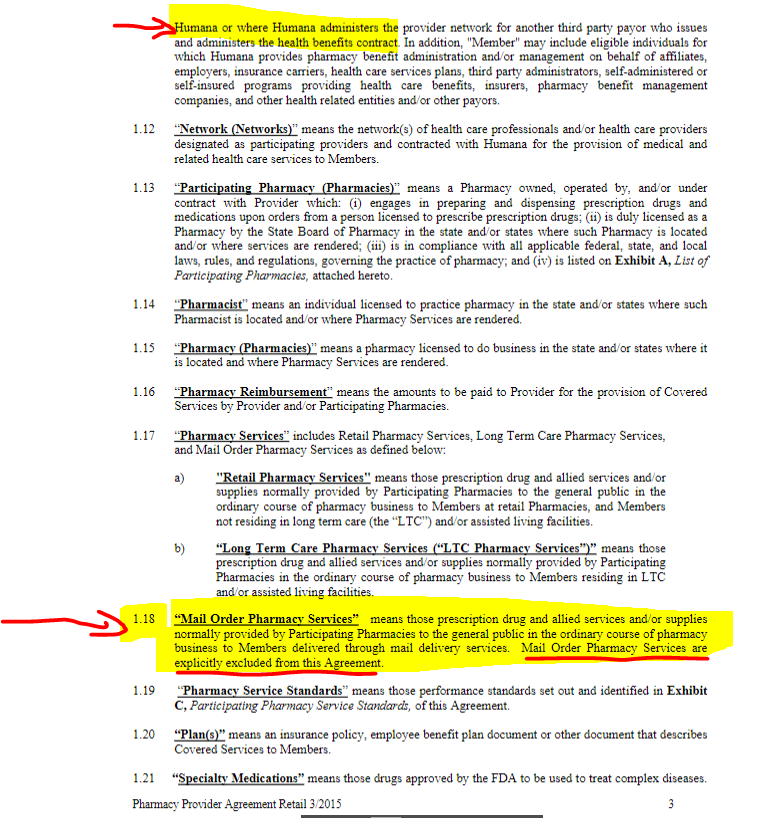 Humana or where Humana administers the provider network for another third party payor who issues
and administers the health benefits contract. In addition, "Member" may include eligible individuals for
which Humana provides pharmacy benefit administration and/or management on behalf of affiliates,
employers, insurance carriers, health care services plans, third party administrators, self-administered or
self-insured programs providing health care benefits, insurers, pharmacy benefit management
companies, and other health related entities and/or other payors.
1.12 “Network (Networks)” means the network(s) of health care professionals and/or health care providers
designated as participating providers and contracted with Humana for the provision of medical and
related health care services to Members.
1.13 “Participating Pharmacy (Pharmacies)” means a Pharmacy owned, operated by, and/or under
contract with Provider which: (i) engages in preparing and dispensing prescription drugs and
medications upon orders from a person licensed to prescribe prescription drugs; (ii) is duly licensed as a
Pharmacy by the State Board of Pharmacy in the state and/or states where such Pharmacy is located
and/or where services are rendered; (iii) is in compliance with all applicable federal, state, and local
laws, rules, and regulations, governing the practice of pharmacy; and (iv) is listed on Exhibit A, List of
Participating Pharmacies, attached hereto.
1.14 “Pharmacist” means an individual licensed to practice pharmacy in the state and/or states where such
Pharmacist is located and/or where Pharmacy Services are rendered.
1.15 “Pharmacy (Pharmacies)” means a pharmacy licensed to do business in the state and/or states where it
is located and where Pharmacy Services are rendered.
1.16 “Pharmacy Reimbursement” means the amounts to be paid to Provider for the provision of Covered
Services by Provider and/or Participating Pharmacies.
1.17 “Pharmacy Services” includes Retail Pharmacy Services, Long Term Care Pharmacy Services,
and Mail Order Pharmacy Services as defined below:
a) "Retail Pharmacy Services" means those prescription drug and allied services and/or
supplies normally provided by Participating Pharmacies to the general public in the
ordinary course of pharmacy business to Members at retail Pharmacies, and Members
not residing in long term care (the “LTC”) and/or assisted living facilities.
b) “Long Term Care Pharmacy Services (“LTC Pharmacy Services”)” means those
prescription drug and allied services and/or supplies normally provided by Participating
Pharmacies in the ordinary course of pharmacy business to Members residing in LTC
and/or assisted living facilities.
1.18 “Mail Order Pharmacy Services” means those prescription drug and allied services and/or supplies
normally provided by Participating Pharmacies to the general public in the ordinary course of pharmacy
business to Members delivered through mail delivery services. Mail Order Pharmacy Services are
explicitly excluded from this Agreement.
1.19 “Pharmacy Service Standards” means those performance standards set out and identified in Exhibit
C, Participating Pharmacy Service Standards, of this Agreement.
1.20 “Plan(s)” means an insurance policy, employee benefit plan document or other document that describes
Covered Services to Members.
1.21 “Specialty Medications” means those drugs approved by the FDA to be used to treat complex diseases.
Pharmacy Provider Agreement Retail 3/2015 3